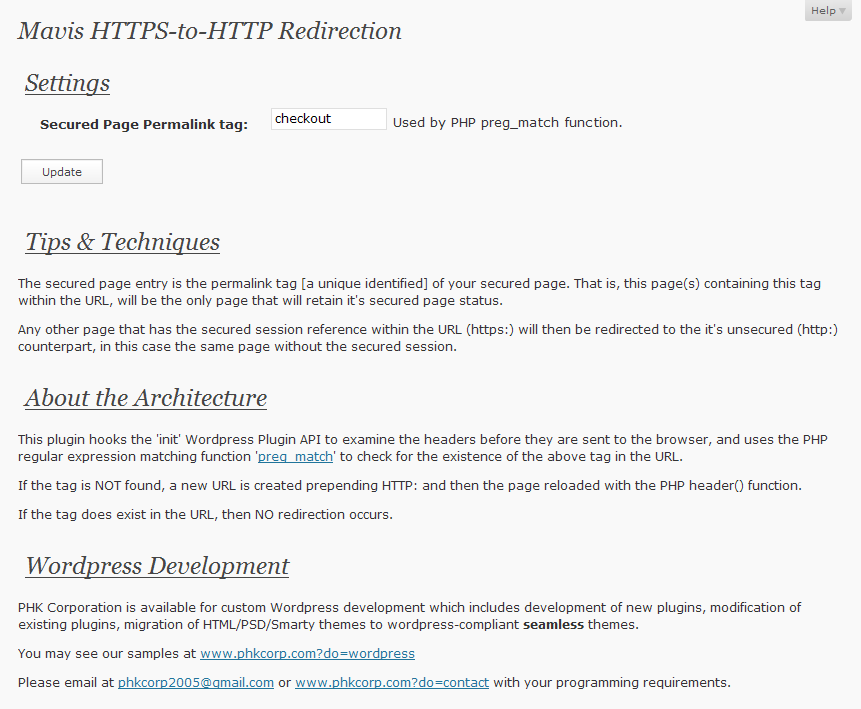 Help
Mavis HTTPS-to-HTTP Redirection
Settings
Secured Page Permalink tag: checkout Used by PHP preg_match function.
Update
Tips & Techniques
The secured page entry is the permalink tag [a unique identified] of your secured page. That is, this page(s) containing this tag
within the URL, will be the only page that will retain it's secured page status.
Any other page that has the secured session reference within the URL (https:) will then be redirected to the it's unsecured (http:)
counterpart, in this case the same page without the secured session.
About the Architecture
This plugin hooks the 'init' Wordpress Plugin API to examine the headers before they are sent to the browser, and uses the PHP
regular expression matching function 'preg_match' to check for the existence of the above tag in the URL.
If the tag is NOT found, a new URL is created prepending HTTP: and then the page reloaded with the PHP header() function.
If the tag does exist in the URL, then NO redirection occurs.
Wordpress Development
PHK Corporation is available for custom Wordpress development which includes development of new plugins, modification of
existing plugins, migration of HTML/PSD/Smarty themes to wordpress-compliant seamless themes.
You may see our samples at www.phkcorp.com?do=wordpress
Please email at phkcorp2005@gmail.com or www.phkcorp.com?do=contact with your programming requirements.